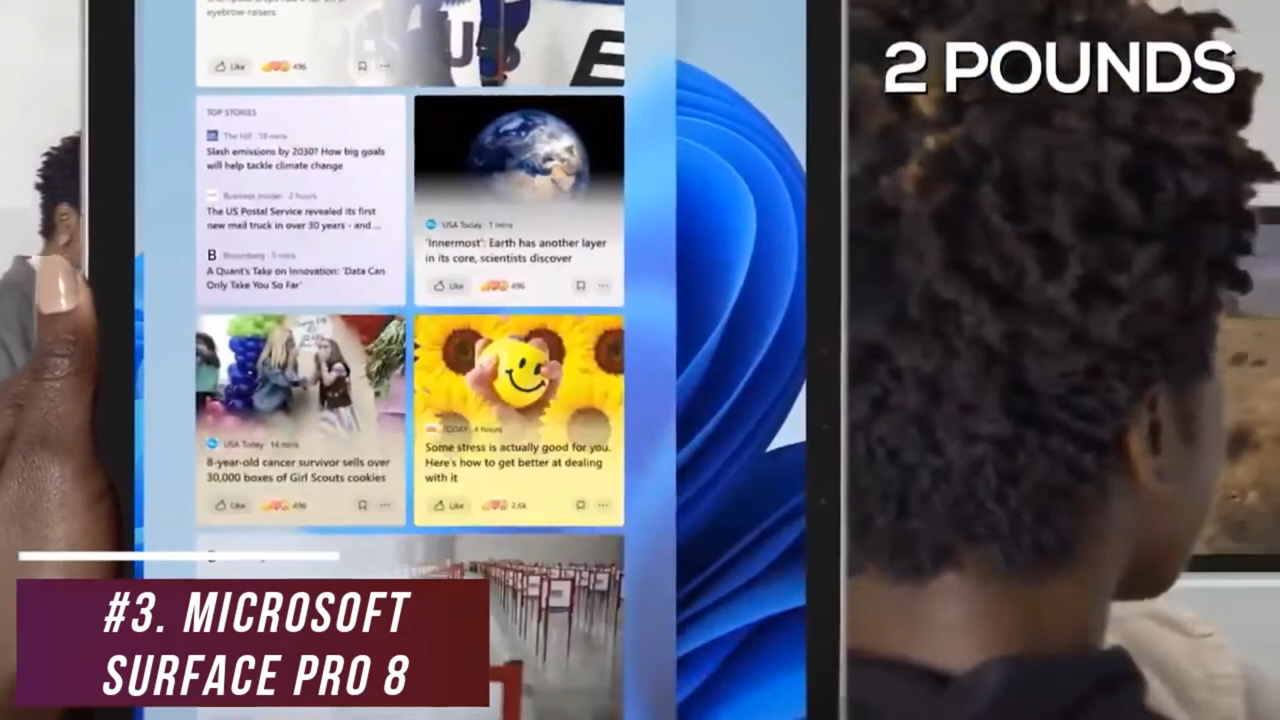 2 POUNDS
eyebrow-raisers.
Like 496
TOP STORIES
The Hill · 18 mins
Slash emissions by 2030? How big goals
will help tackle climate change
Business Insider · 2 hours
The US Postal Service revealed its first
new mail truck in over 30 years - and...
B Bloomberg · 3 mins
A Quant's Take on Innovation: 'Data Can
Only Take You So Far'
USA Today · 1 mins
'Innermost': Earth has another layer
in its core, scientists discover
Like 496
USA Today · 14 mins
8-year-old cancer survivor sells over
30,000 boxes of Girl Scouts cookies
Like 496
TODAY · 4 hours
Some stress is actually good for you.
Here's how to get better at dealing
with it
Like 2.6k
#3. MICROSOFT
SURFACE PRO 8